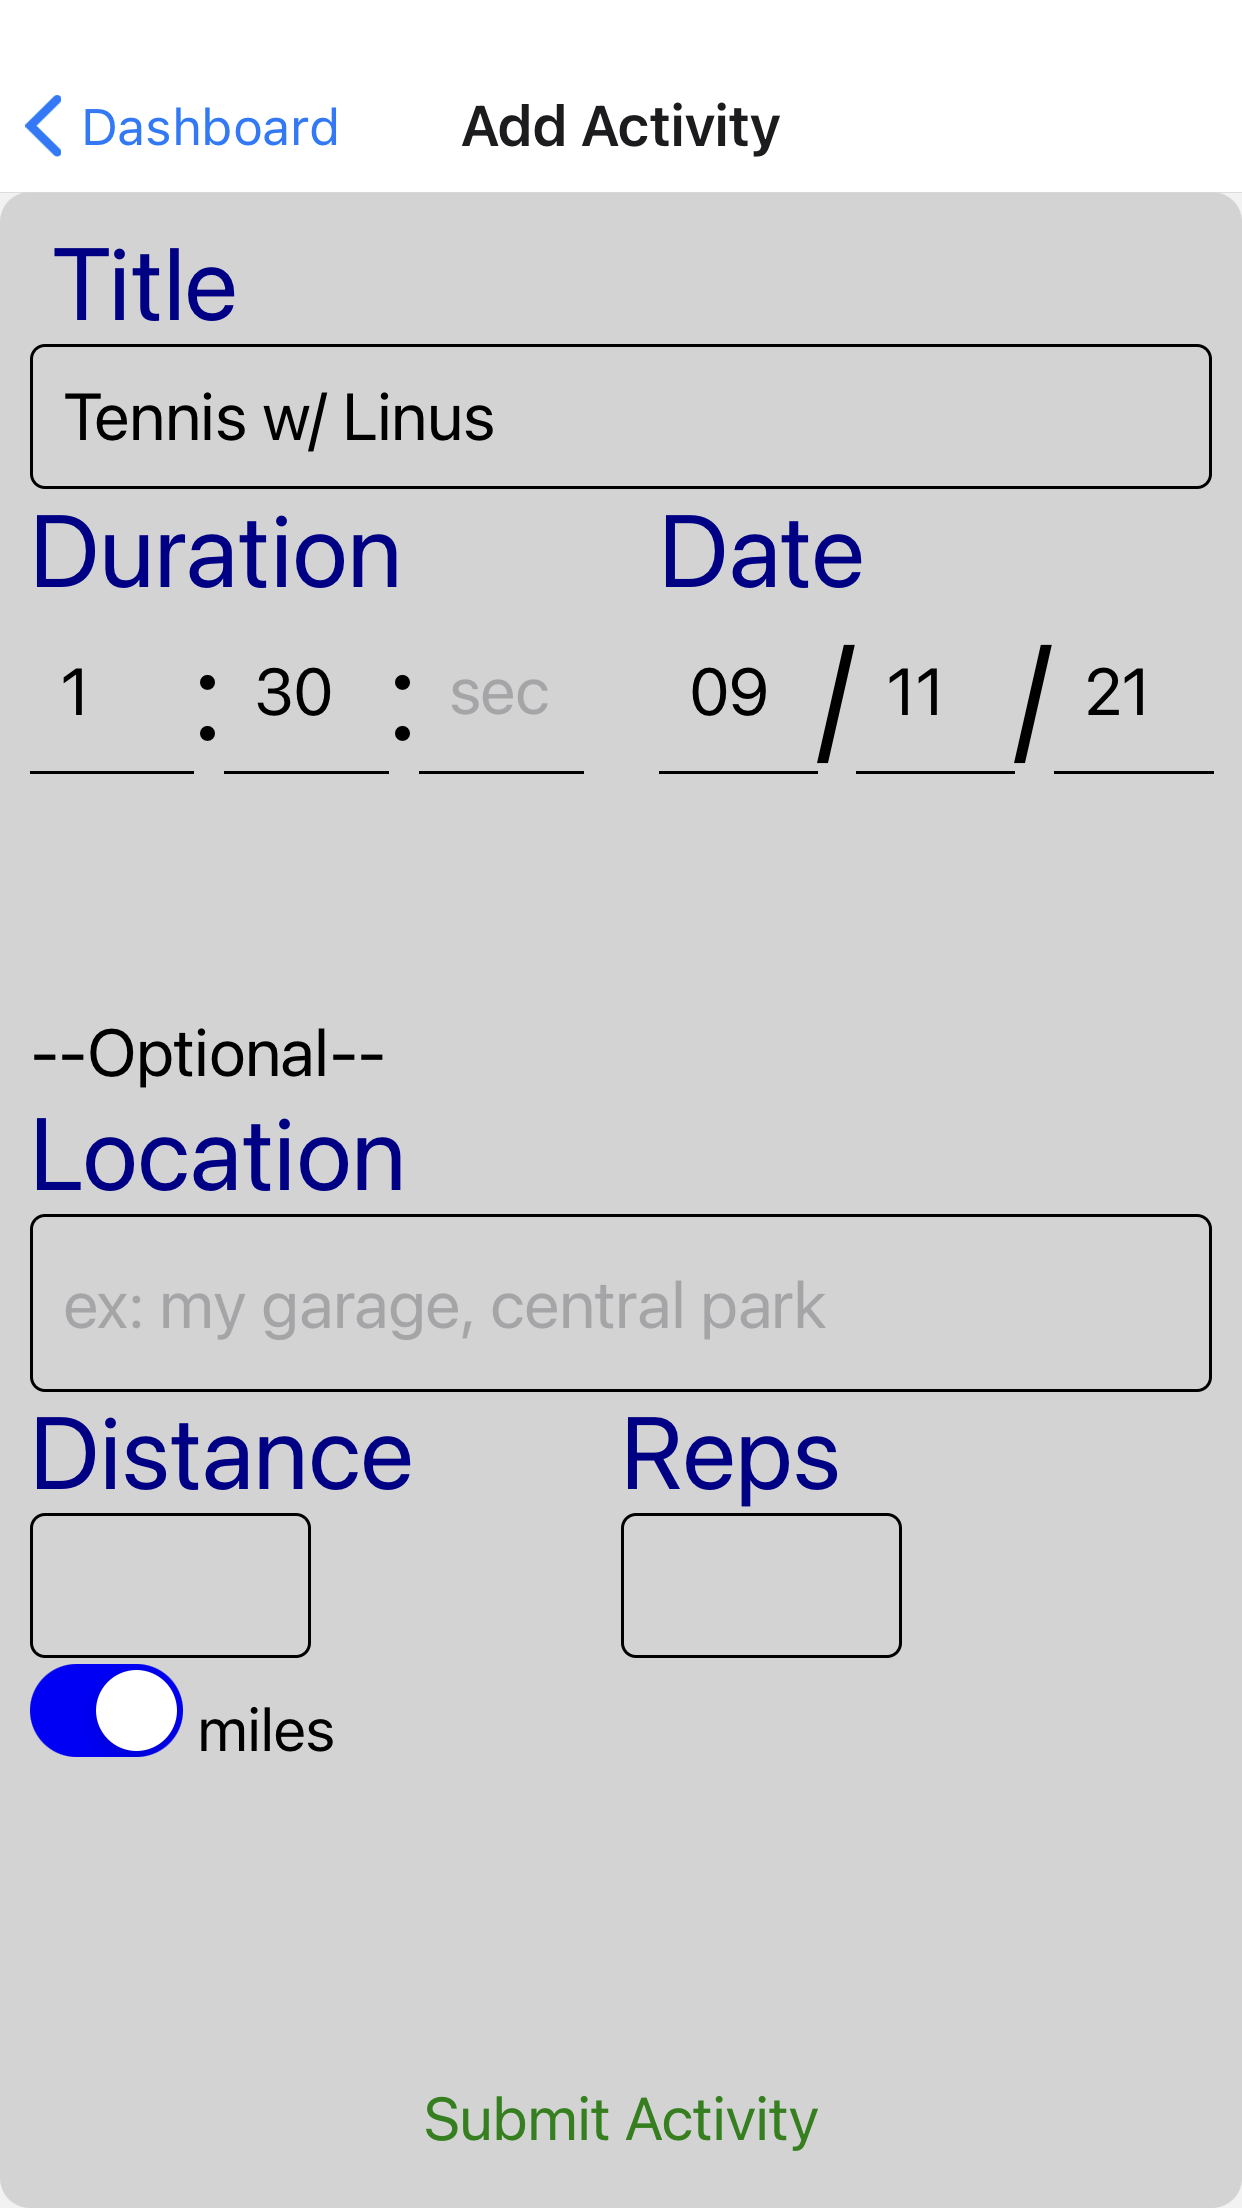 Dashboard Add Activity
Title
Tennis w/ Linus
Duration Date
1 : 30 : sec 09 / 11 / 21
--Optional--
Location
ex: my garage, central park
Distance Reps
miles
Submit Activity